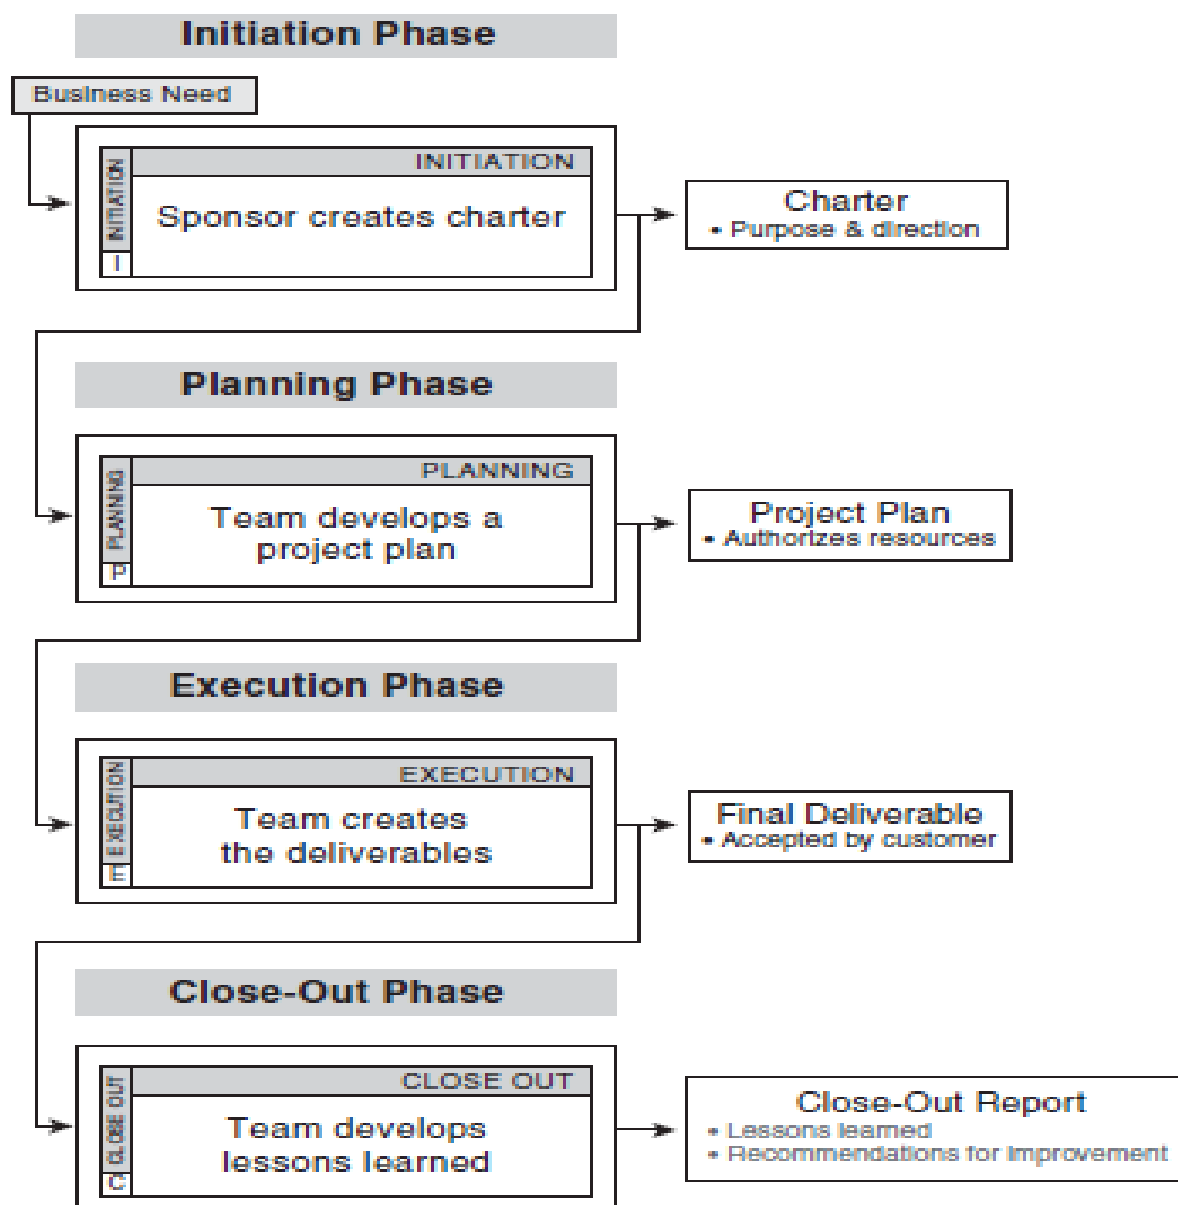 Initiation Phase
Business Need
INITIATION
INITIATION
Sponsor creates charter
I
Charter
• Purpose & direction
Planning Phase
PLANNING
PLANNING
Team develops a
project plan
P
Project Plan
• Authorizes resources
Execution Phase
EXECUTION
EXECUTION
Team creates
the deliverables
E
Final Deliverable
• Accepted by customer
Close-Out Phase
CLOSE OUT
CLOSE OUT
Team develops
lessons learned
C
Close-Out Report
• Lessons learned
• Recommendations for improvement